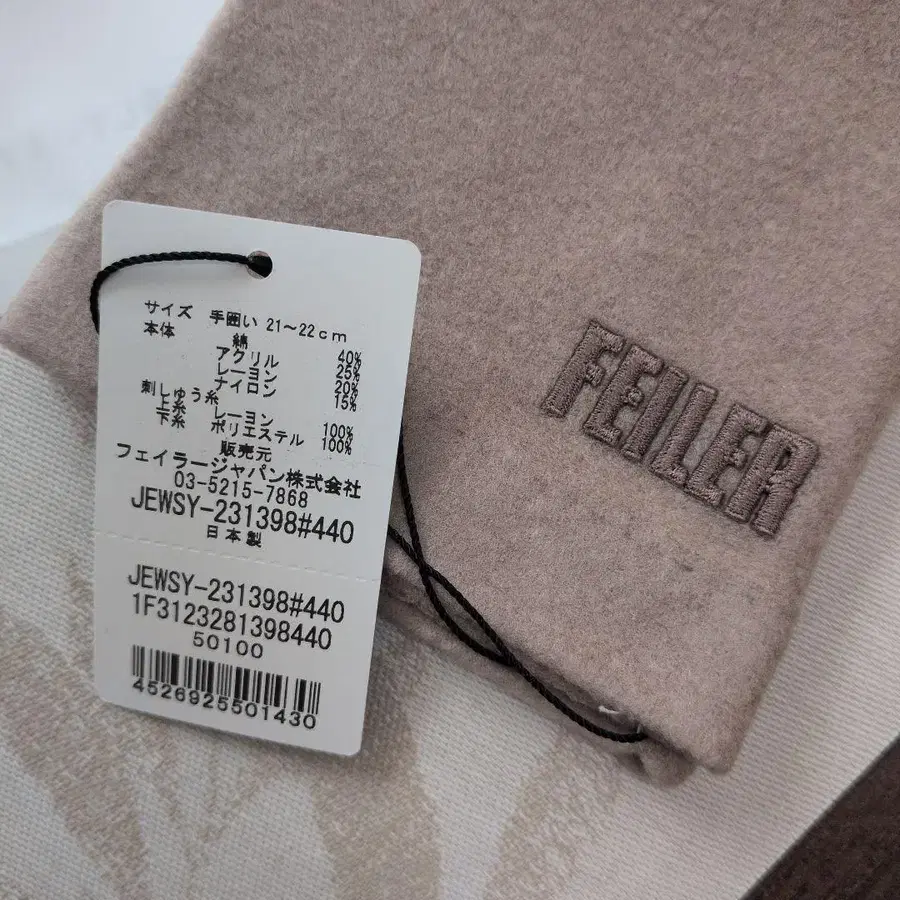 サイズ 手囲い 21～22cm
本体 綿 40%
アクリル 25%
レーヨン 20%
ナイロン 15%
刺しゅう糸
上糸 レーヨン 100%
下糸 ポリエステル 100%
販売元
フェイラージャパン株式会社
03-5215-7868
JEWSY-231398#440
日本製
JEWSY-231398#440
1F3123281398440
50100
4526925501430
FEILER